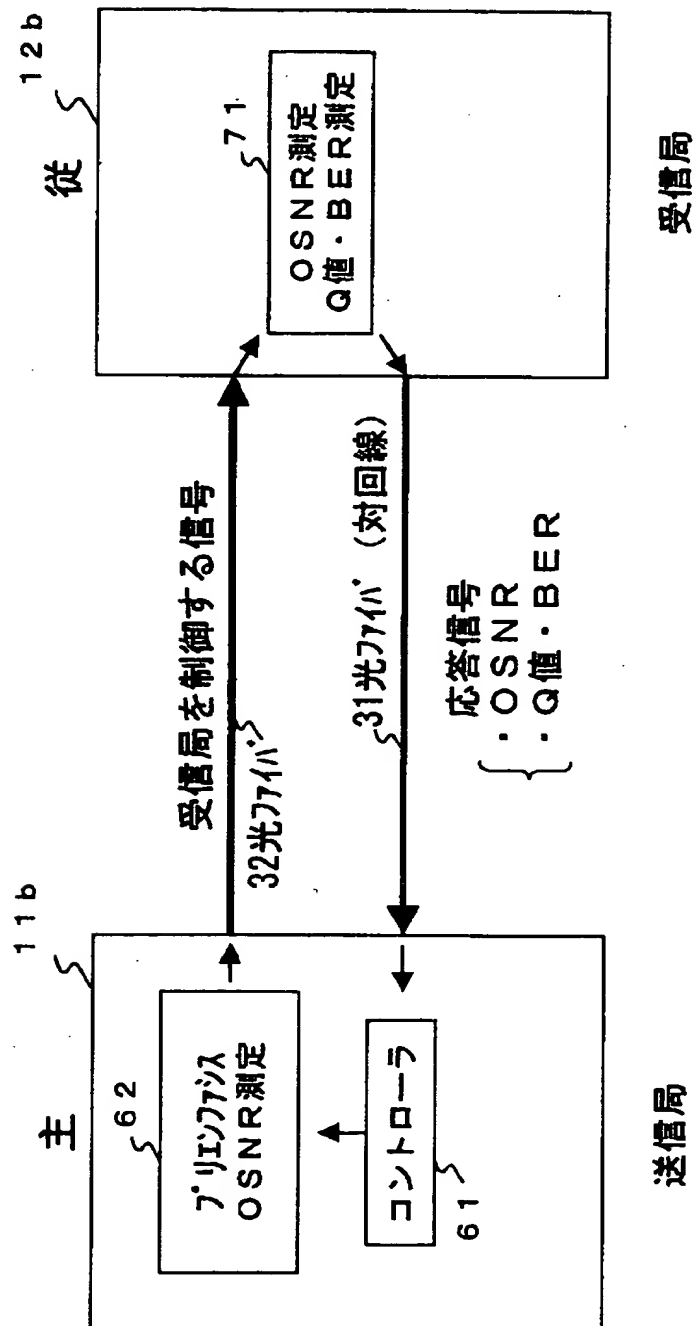 主
11b
プリエンファシス
OSNR測定
62
コントローラ
61
送信局
受信局を制御する信号
32光ファイバ
31光ファイバ(対回線)
応答信号
・OSNR
・Q値・BER
従
12b
OSNR測定
Q値・BER測定
71
受信局